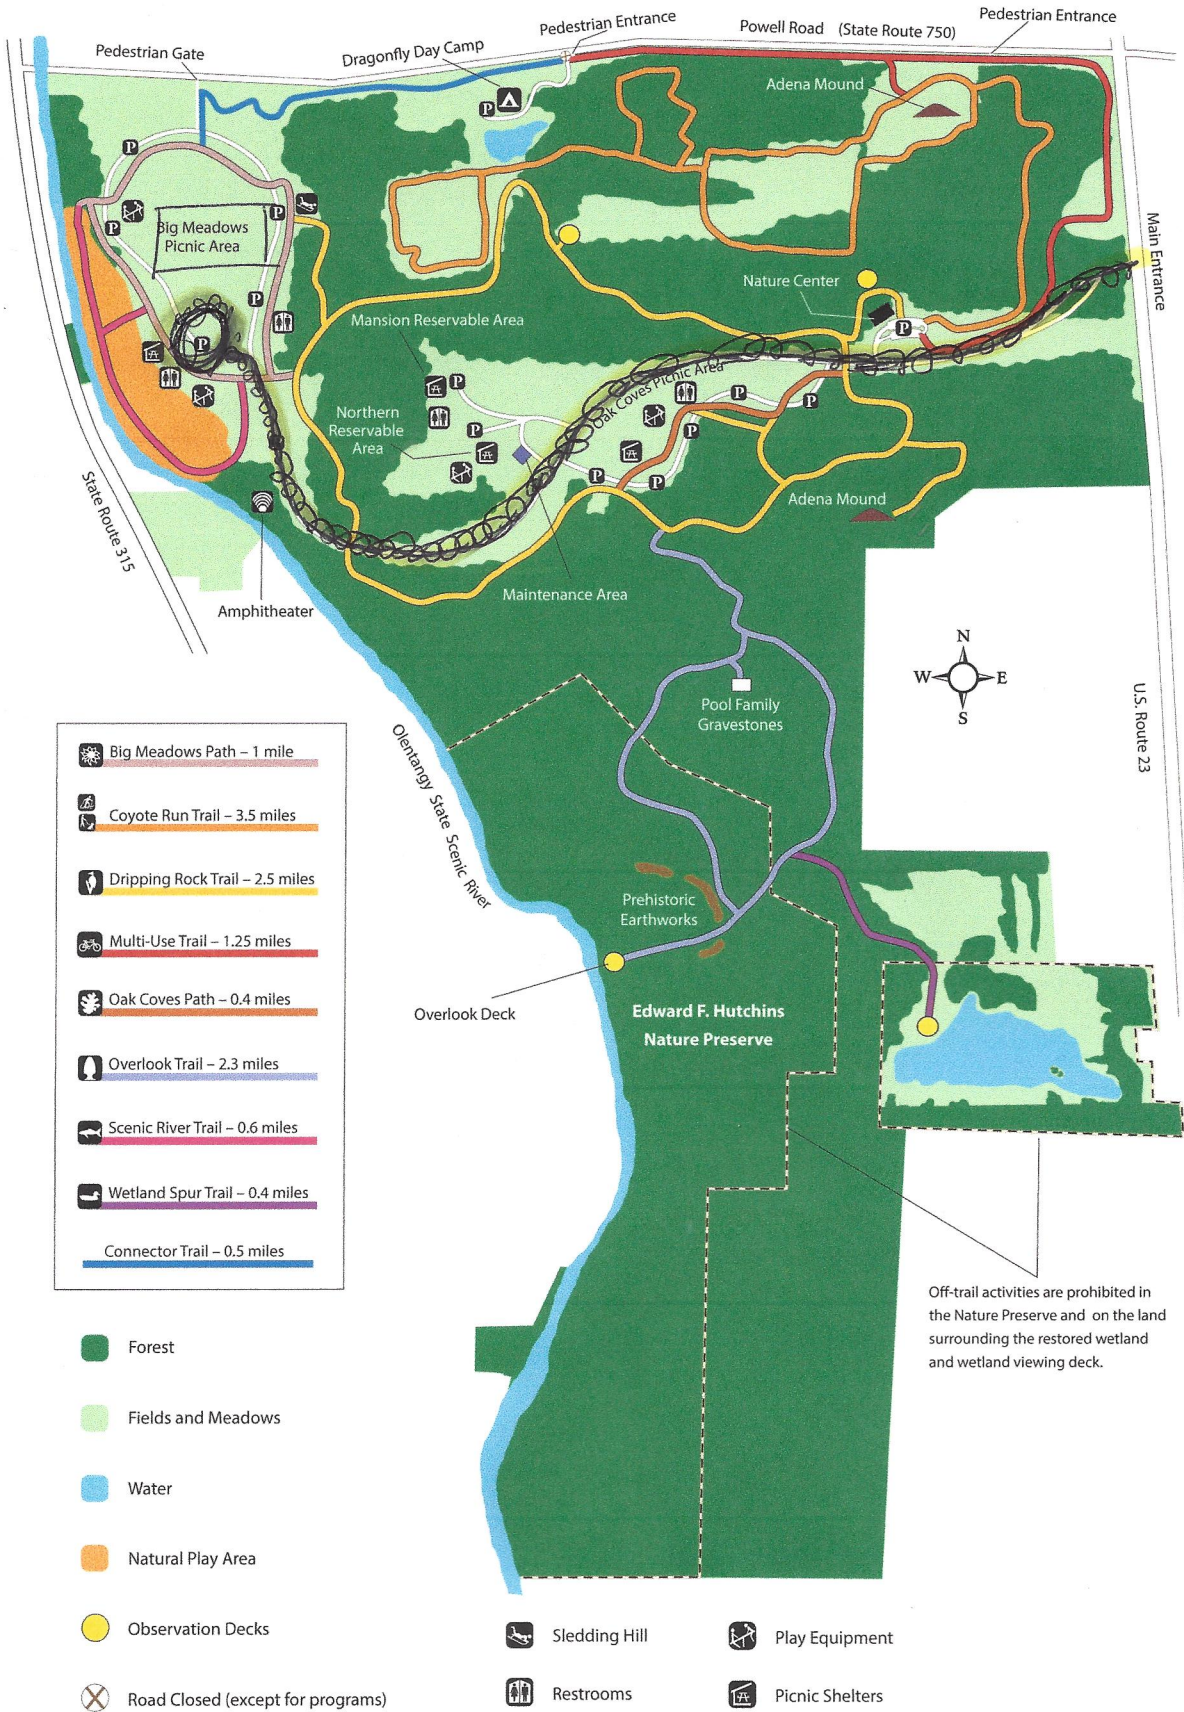 Pedestrian Entrance
Powell Road (State Route 750)
Pedestrian Entrance
Pedestrian Gate
Dragonfly Day Camp
P
Adena Mound
P
P
P
Big Meadows
Picnic Area
Main Entrance
Nature Center
P
Mansion Reservable Area
P
P
Oak Coves Picnic Area
P
P
P
Northern
Reservable
Area
P
P
P
P
State Route 315
Adena Mound
Amphitheater
Maintenance Area
N
W
E
S
Pool Family
Gravestones
U.S. Route 23
Olentangy State Scenic River
Big Meadows Path – 1 mile
Coyote Run Trail – 3.5 miles
Dripping Rock Trail – 2.5 miles
Multi-Use Trail – 1.25 miles
Oak Coves Path – 0.4 miles
Overlook Trail – 2.3 miles
Scenic River Trail – 0.6 miles
Wetland Spur Trail – 0.4 miles
Connector Trail – 0.5 miles
Prehistoric
Earthworks
Overlook Deck
Edward F. Hutchins
Nature Preserve
Off-trail activities are prohibited in
the Nature Preserve and on the land
surrounding the restored wetland
and wetland viewing deck.
Forest
Fields and Meadows
Water
Natural Play Area
Observation Decks
Road Closed (except for programs)
Sledding Hill
Restrooms
Play Equipment
Picnic Shelters